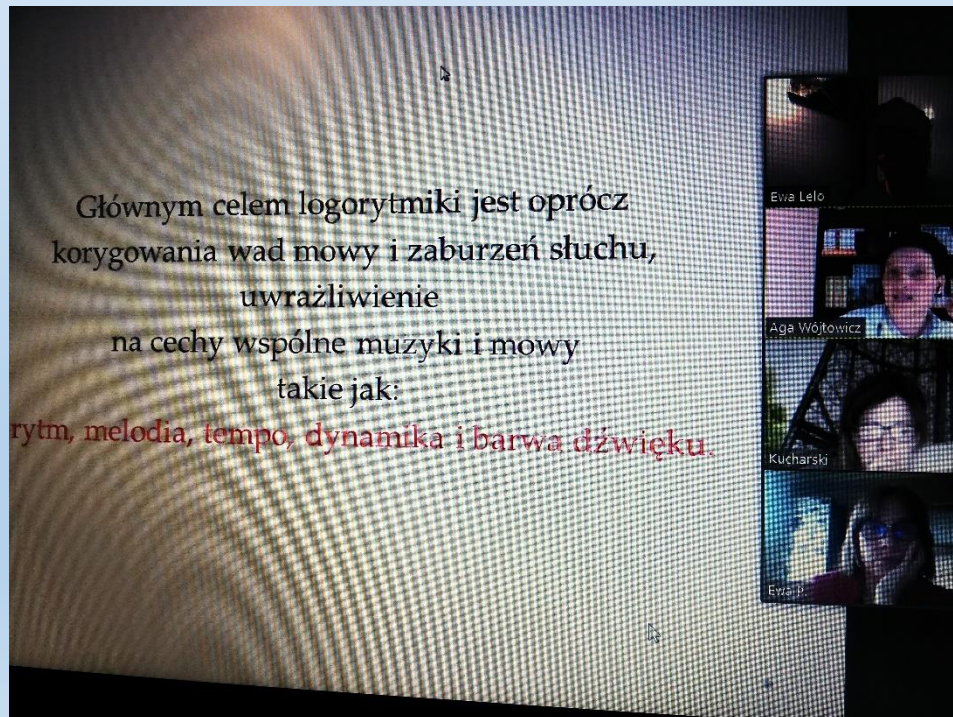 Głównym celem logorytmiki jest oprócz
korygowania wad mowy i zaburzeń słuchu,
uwrażliwienie
na cechy wspólne muzyki i mowy
takie jak:
rytm, melodia, tempo, dynamika i barwa dźwięku.
Ewa Lelo
Aga Wójtowicz
Kucharski
Ewa P.